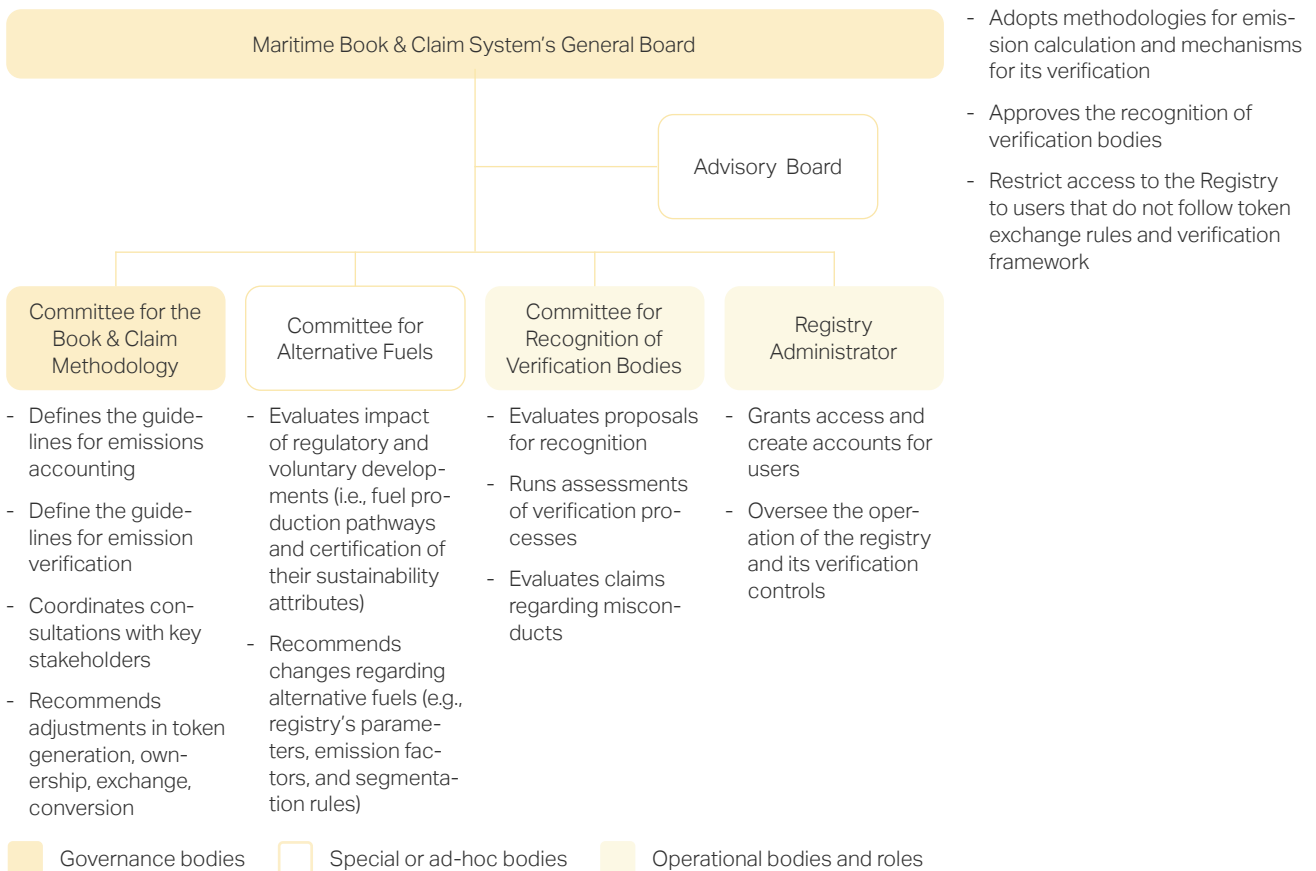 Maritime Book & Claim System's General Board
- Adopts methodologies for emis-
sion calculation and mechanisms
for its verification
- Approves the recognition of
verification bodies
- Restrict access to the Registry
to users that do not follow token
exchange rules and verification
framework
Advisory Board
Committee for the
Book & Claim
Methodology
- Defines the guide-
lines for emissions
accounting
- Define the guide-
lines for emission
verification
- Coordinates con-
sultations with key
stakeholders
- Recommends
adjustments in token
generation, own-
ership, exchange,
conversion
Committee for
Alternative Fuels
- Evaluates impact
of regulatory and
voluntary develop-
ments (i.e., fuel pro-
duction pathways
and certification of
their sustainability
attributes)
- Recommends
changes regarding
alternative fuels (e.g.,
registry's parame-
ters, emission fac-
tors, and segmenta-
tion rules)
Committee for
Recognition of
Verification Bodies
- Evaluates proposals
for recognition
- Runs assessments
of verification pro-
cesses
- Evaluates claims
regarding miscon-
ducts
Registry
Administrator
- Grants access and
create accounts for
users
- Oversee the oper-
ation of the registry
and its verification
controls
Governance bodies
Special or ad-hoc bodies
Operational bodies and roles